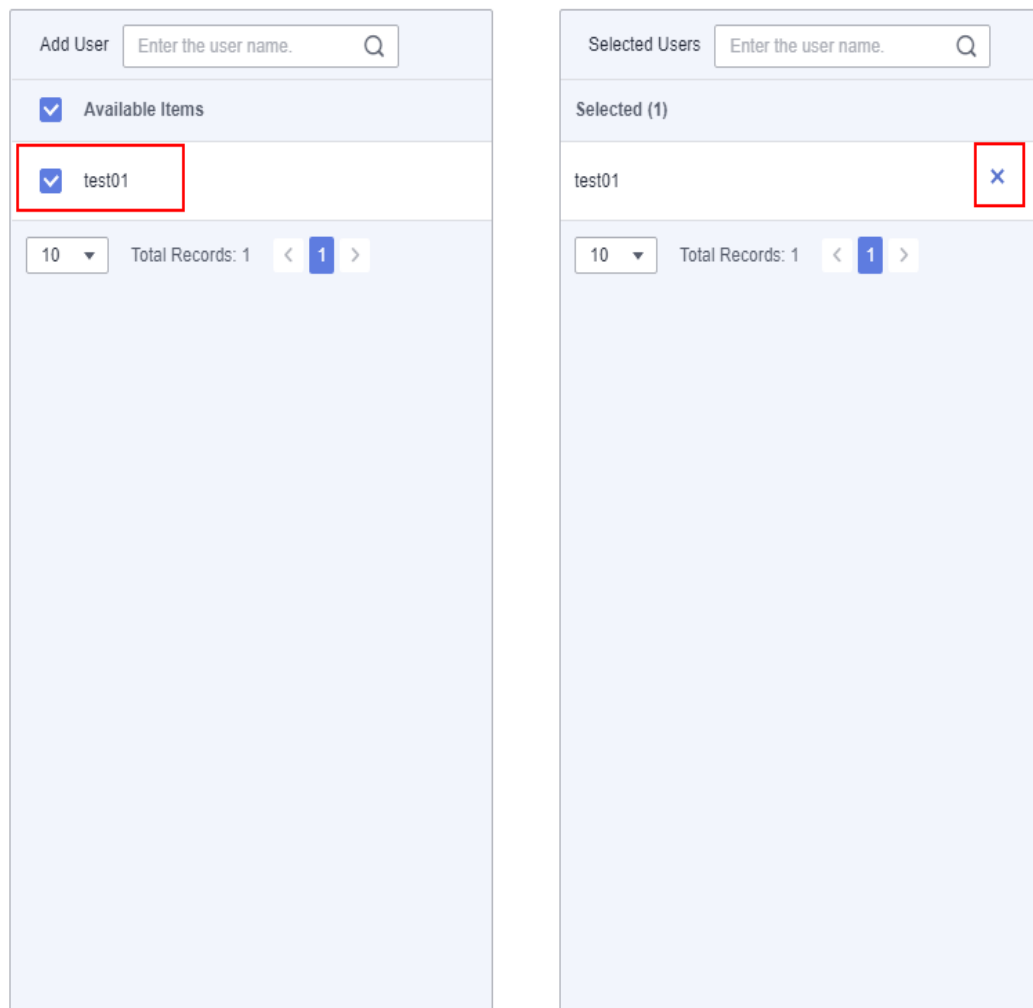 Add User Enter the user name.
Available Items
test01
10 Total Records: 1 < 1 >
Selected Users Enter the user name.
Selected (1)
test01
10 Total Records: 1 < 1 >